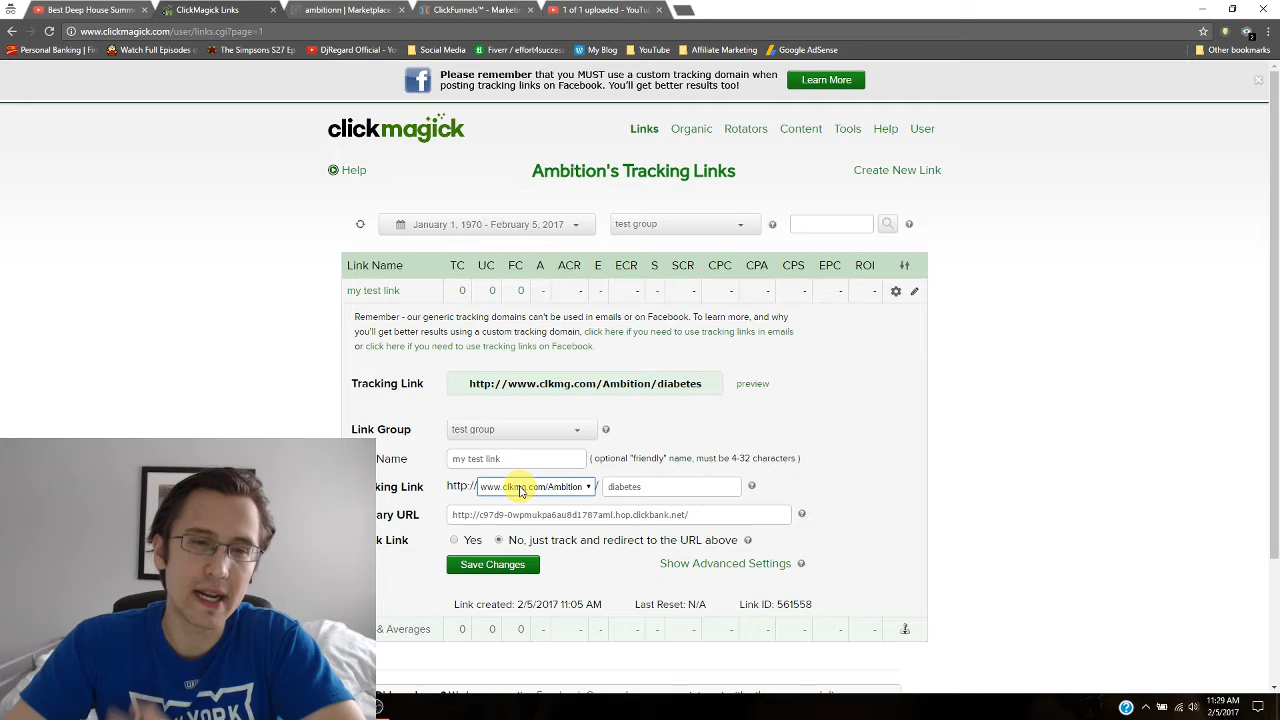 Best Deep House Summe
ClickMagick Links
ambitionn | Marketplace
ClickFunnels™ - Marketin
1 of 1 uploaded - YouTu
www.clickmagick.com/user/links.cgi?page=1
Personal Banking | Fin
Watch Full Episodes
The Simpsons S27 Ep
DjRegard Official - Yo
Social Media
Fiverr / effort4success
My Blog
YouTube
Affiliate Marketing
Google AdSense
Other bookmarks
Please remember that you MUST use a custom tracking domain when
posting tracking links on Facebook. You'll get better results too!
Learn More
clickmagick
Links Organic Rotators Content Tools Help User
Help
Ambition's Tracking Links
Create New Link
January 1, 1970 - February 5, 2017
test group
Link Name TC UC FC A ACR E ECR S SCR CPC CPA CPS EPC ROI
my test link 0 0 0 - - - - - - - - - - -
Remember - our generic tracking domains can't be used in emails or on Facebook. To learn more, and why
you'll get better results using a custom tracking domain, click here if you need to use tracking links in emails
or click here if you need to use tracking links on Facebook.
Tracking Link http://www.clkmg.com/Ambition/diabetes preview
Link Group test group
Name my test link ( optional "friendly" name, must be 4-32 characters )
king Link http:// www.clkmg.com/Ambition / diabetes
ary URL http://c97d9-0wpmukpa6au8d1787aml.hop.clickbank.net/
k Link Yes No, just track and redirect to the URL above
Save Changes
Show Advanced Settings
Link created: 2/5/2017 11:05 AM Last Reset: N/A Link ID: 561558
& Averages 0 0 0 - - - - - - - - - - -
YORK
11:29 AM
2/5/2017